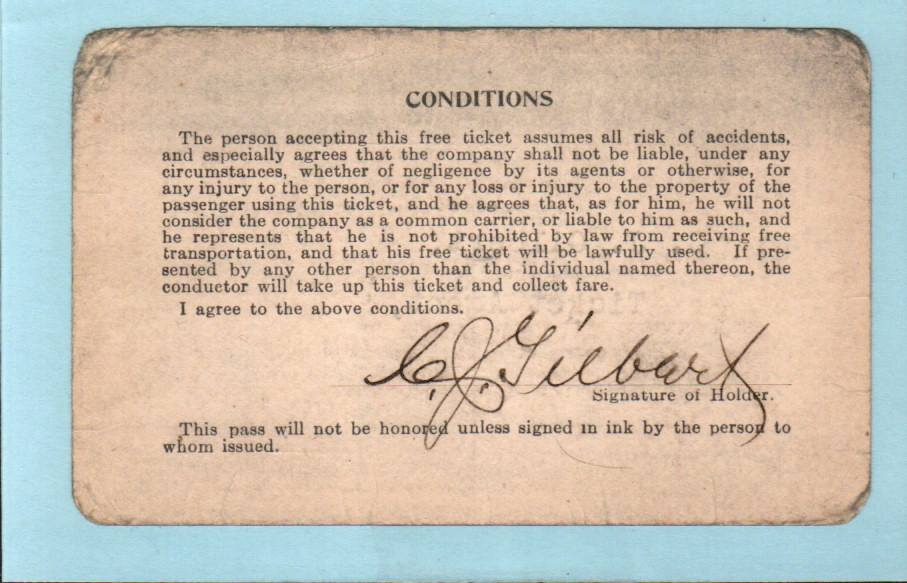 CONDITIONS
The person accepting this free ticket assumes all risk of accidents,
and especially agrees that the company shall not be liable, under any
circumstances, whether of negligence by its agents or otherwise, for
any injury to the person, or for any loss or injury to the property of the
passenger using this ticket, and he agrees that, as for him, he will not
consider the company as a common carrier, or liable to him as such, and
he represents that he is not prohibited by law from receiving free
transportation, and that his free ticket will be lawfully used. If pre-
sented by any other person than the individual named thereon, the
conductor will take up this ticket and collect fare.
I agree to the above conditions.
C. J. Gilbert
Signature of Holder.
This pass will not be honored unless signed in ink by the person to
whom issued.